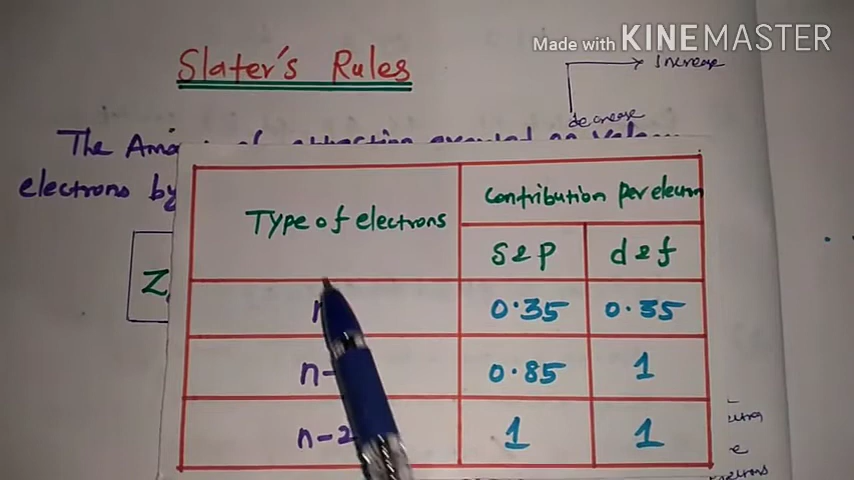 Made with KINEMASTER
Slater's Rules
Increase
decrease
The
electrons by
Type of electrons
Contribution per electron
s & p
d & f
n
0.35
0.35
n-
0.85
1
n-2
1
1